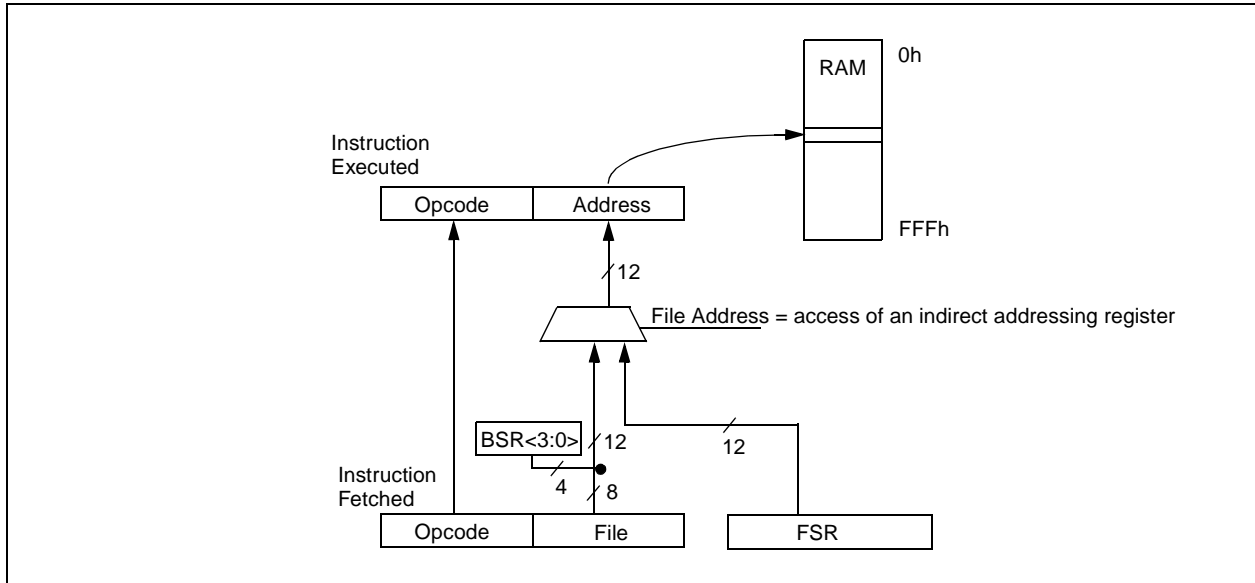 RAM
0h
Instruction
Executed
Opcode
Address
FFFh
12
File Address = access of an indirect addressing register
BSR<3:0>
12
12
Instruction
Fetched
4
8
Opcode
File
FSR